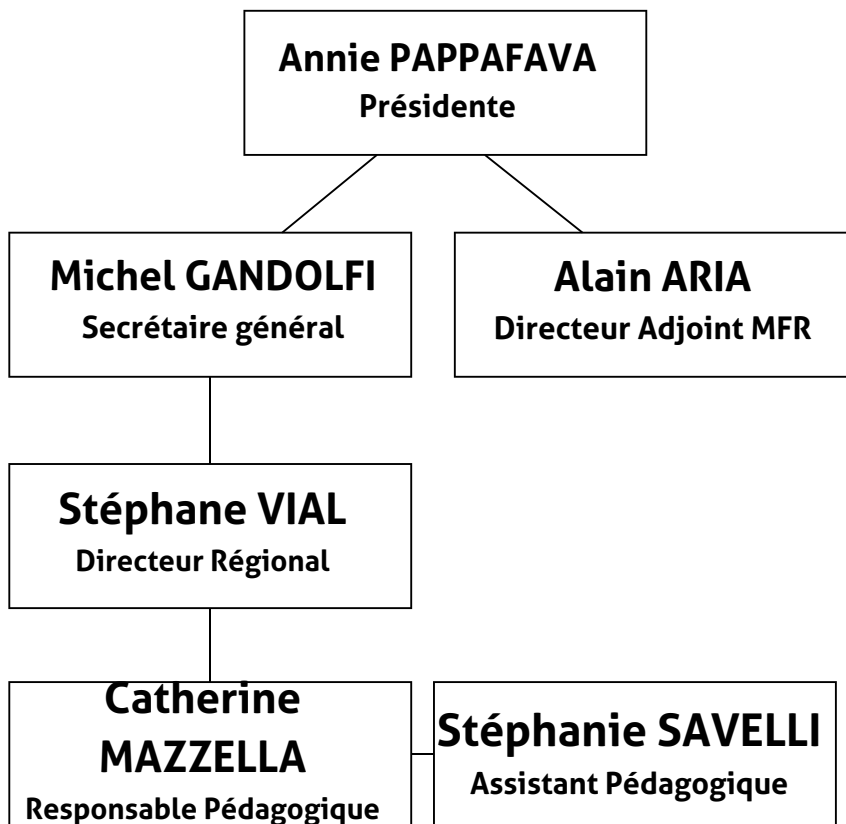 Annie PAPPAFAVA
Présidente
Michel GANDOLFI
Secrétaire général
Alain ARIA
Directeur Adjoint MFR
Stéphane VIAL
Directeur Régional
Catherine
MAZZELLA
Responsable Pédagogique
Stéphanie SAVELLI
Assistant Pédagogique